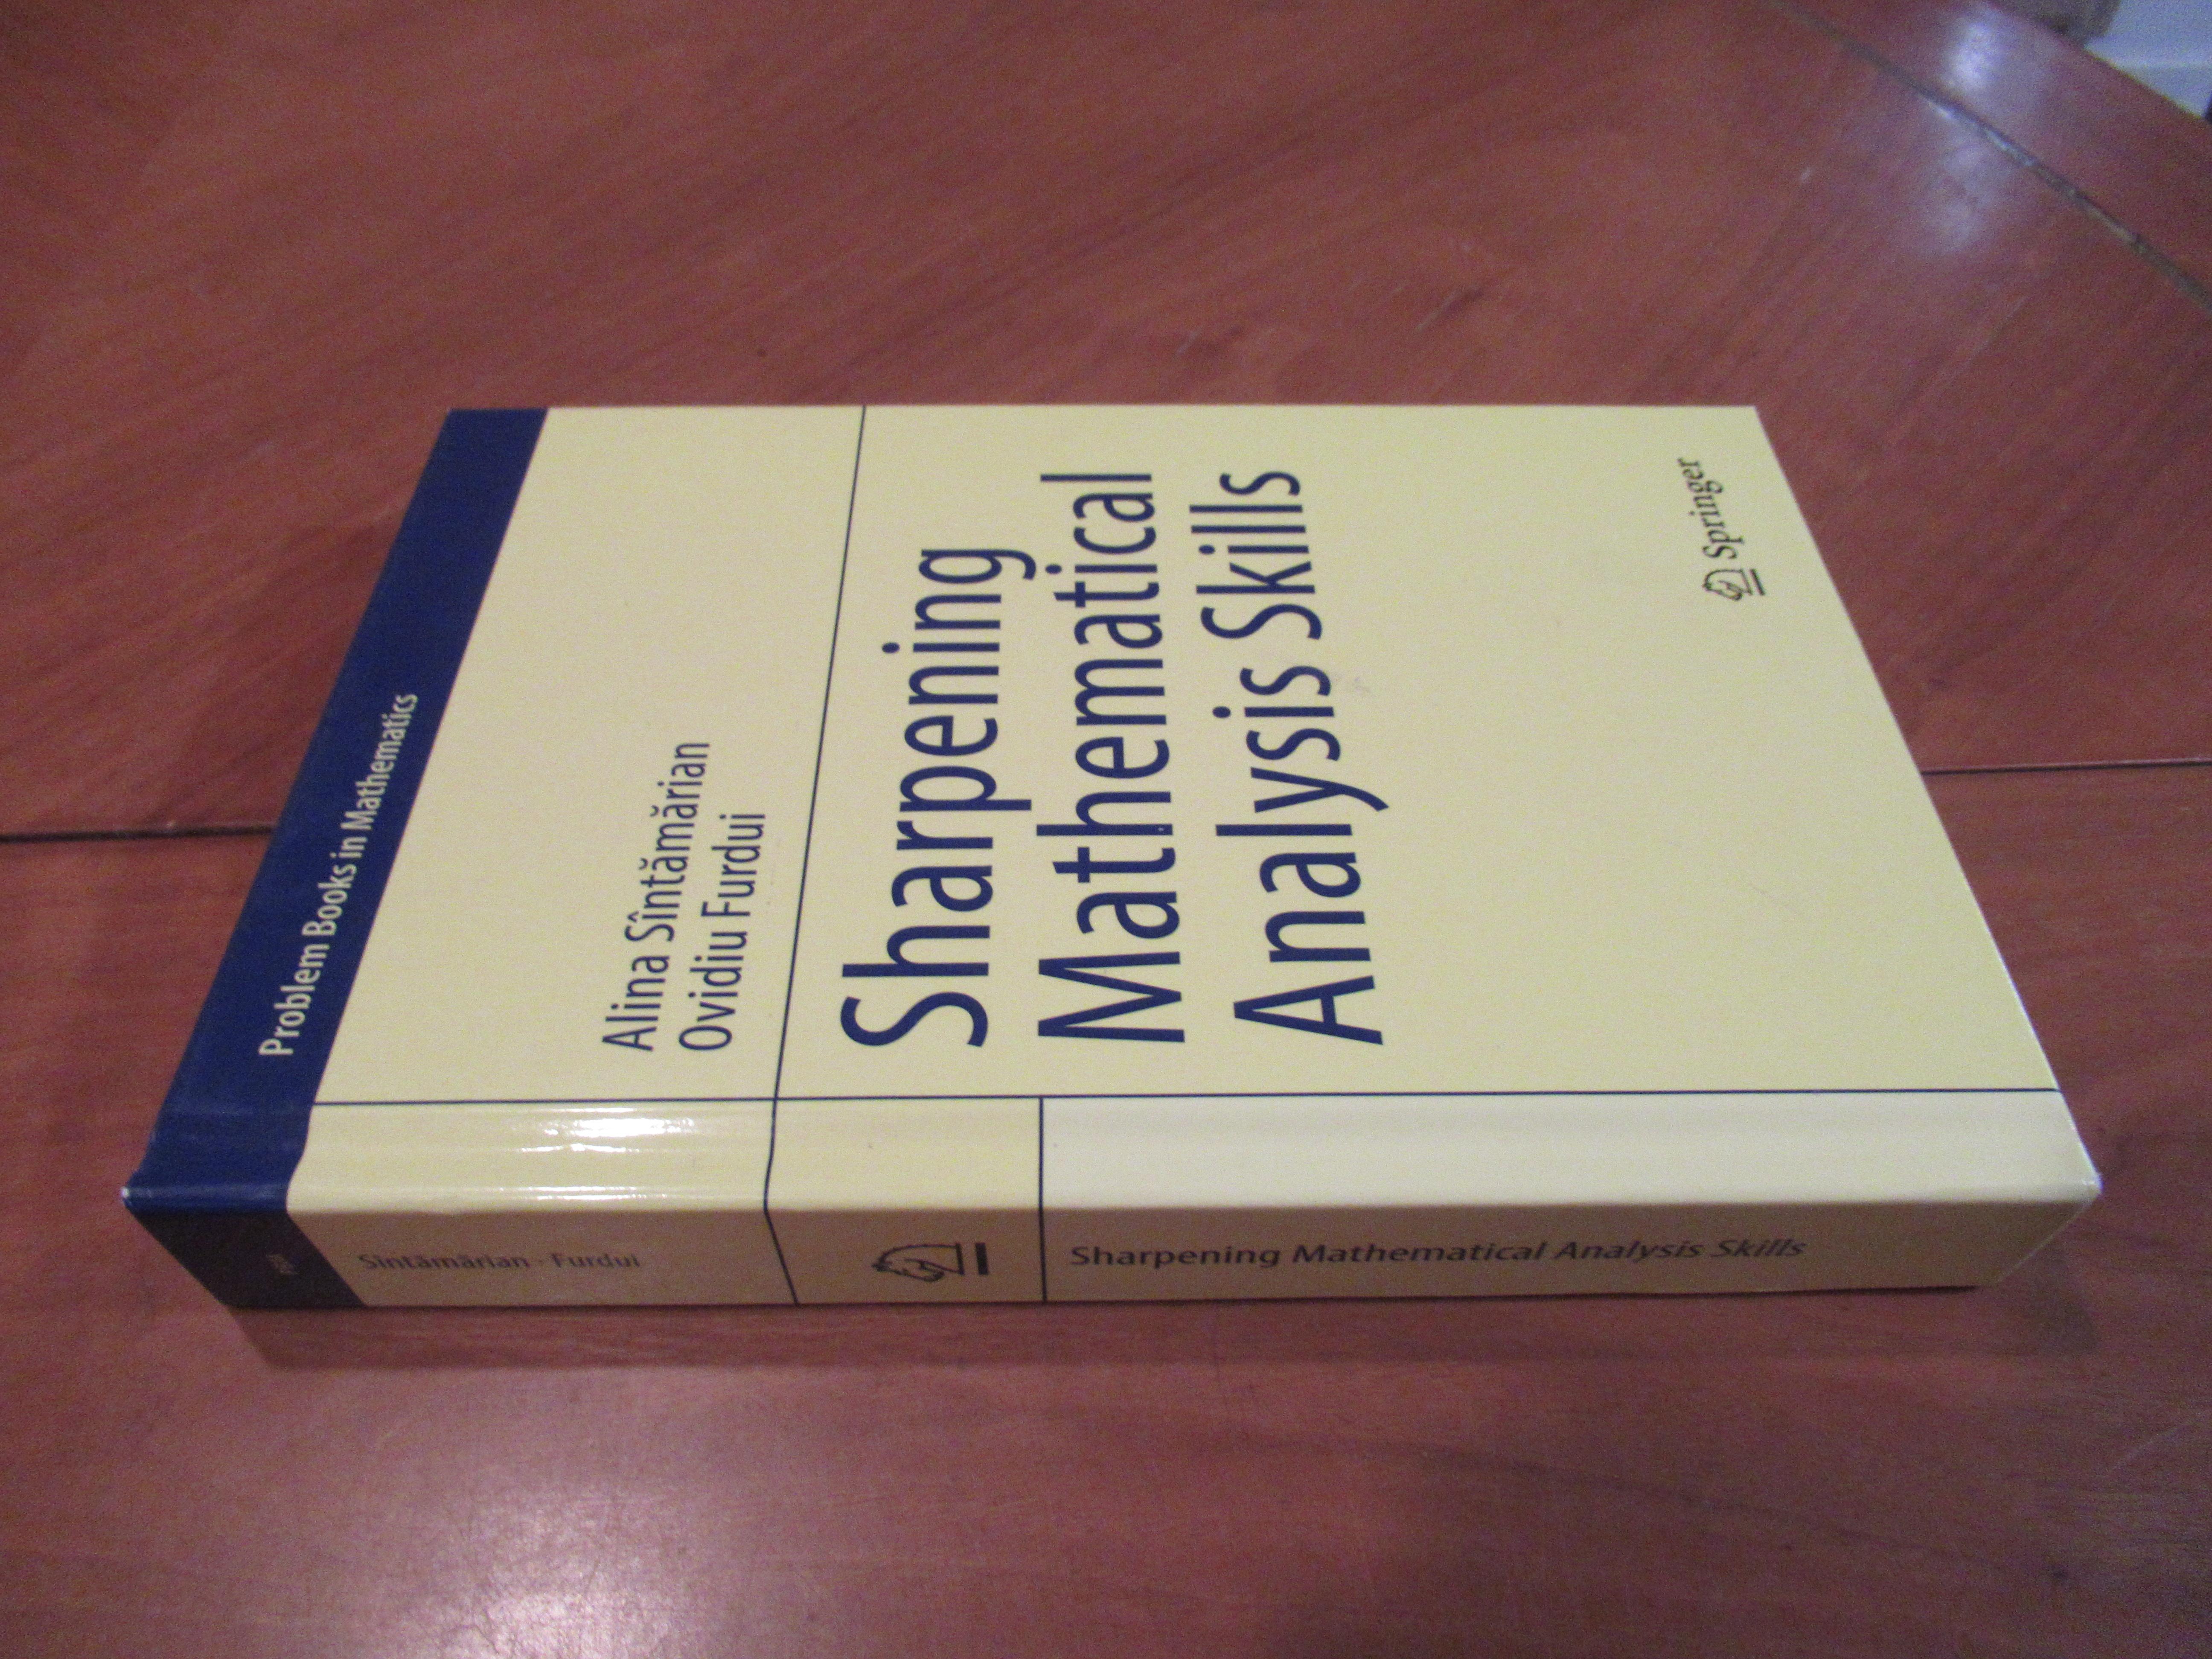 Problem Books in Mathematics
Alina Sîntămărian
Ovidiu Furdui
Sharpening
Mathematical
Analysis Skills
Springer
Sîntămărian · Furdui
Sharpening Mathematical Analysis Skills